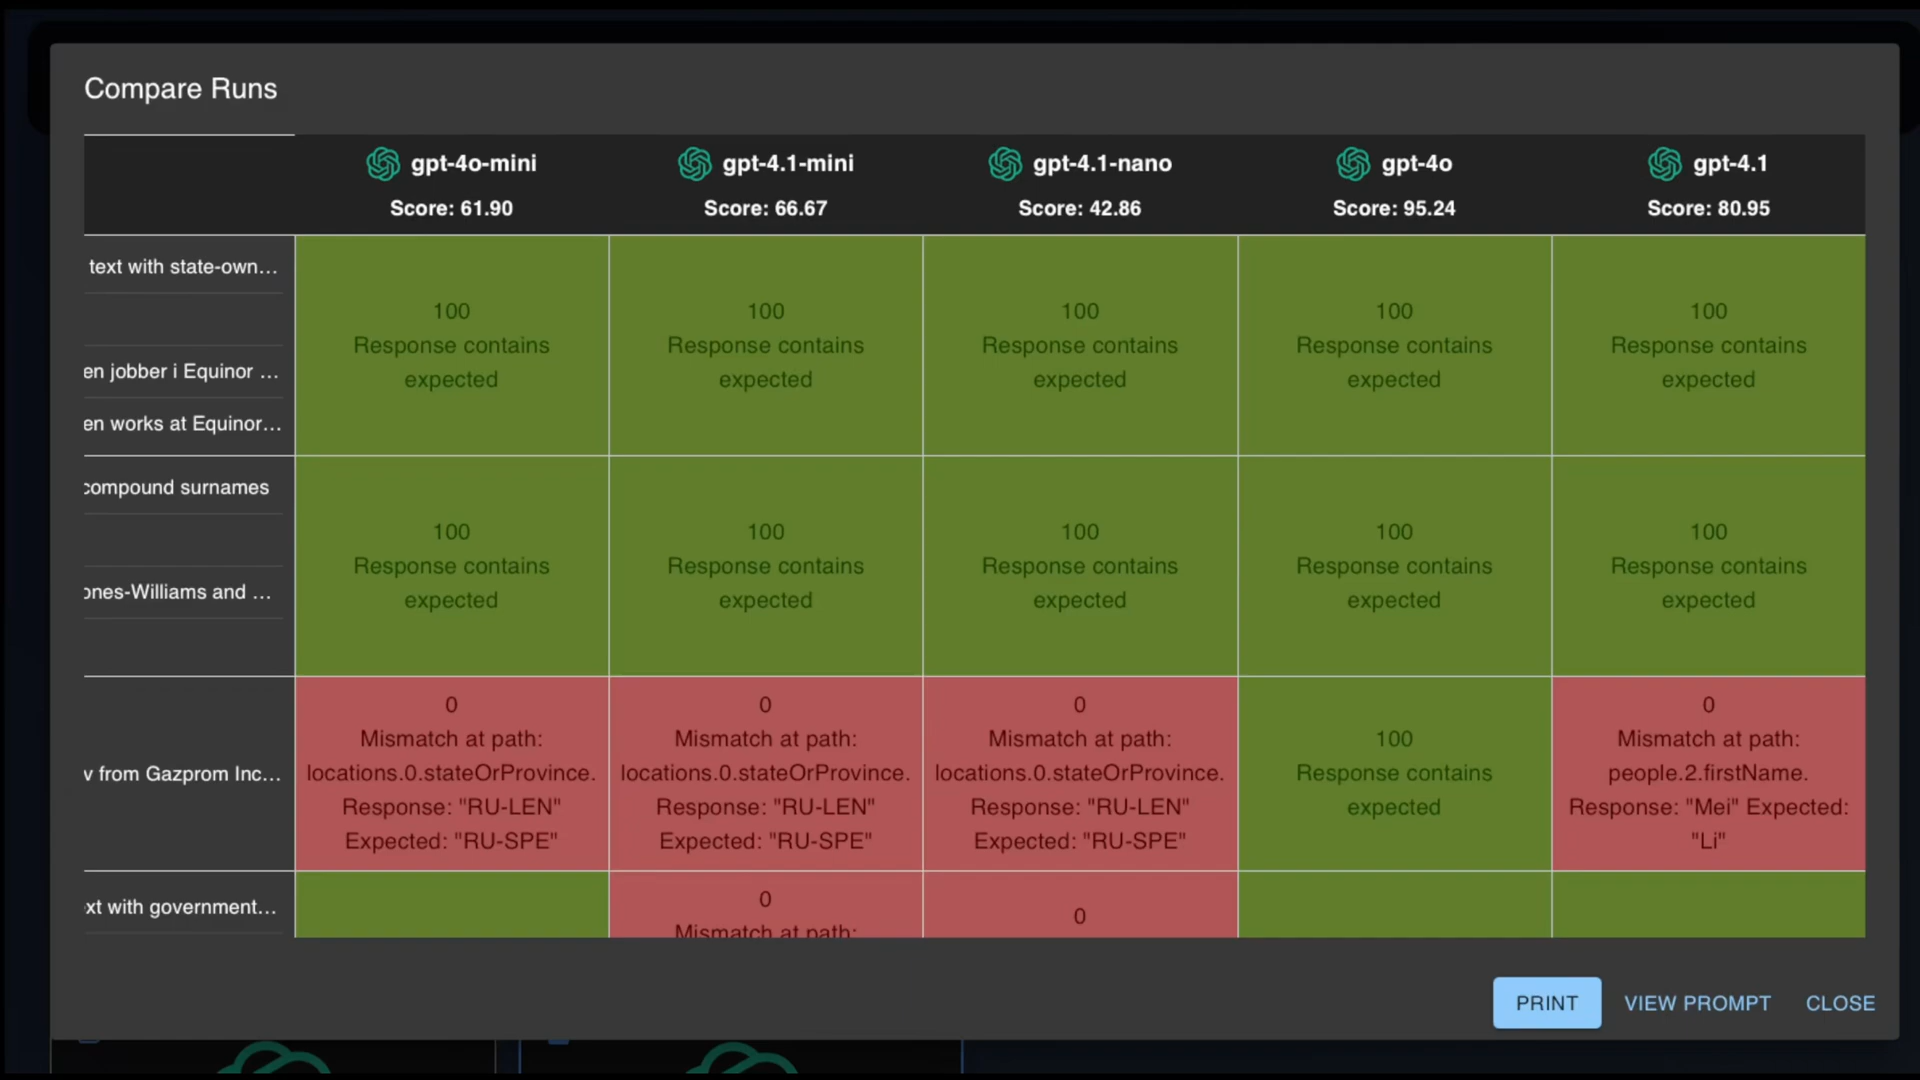 Compare Runs
gpt-4o-mini
Score: 61.90
gpt-4.1-mini
Score: 66.67
gpt-4.1-nano
Score: 42.86
gpt-4o
Score: 95.24
gpt-4.1
Score: 80.95
text with state-own...
en jobber i Equinor ...
en works at Equinor...
100
Response contains
expected
100
Response contains
expected
100
Response contains
expected
100
Response contains
expected
100
Response contains
expected
compound surnames
ones-Williams and ...
100
Response contains
expected
100
Response contains
expected
100
Response contains
expected
100
Response contains
expected
100
Response contains
expected
v from Gazprom Inc...
0
Mismatch at path:
locations.0.stateOrProvince.
Response: "RU-LEN"
Expected: "RU-SPE"
0
Mismatch at path:
locations.0.stateOrProvince.
Response: "RU-LEN"
Expected: "RU-SPE"
0
Mismatch at path:
locations.0.stateOrProvince.
Response: "RU-LEN"
Expected: "RU-SPE"
100
Response contains
expected
0
Mismatch at path:
people.2.firstName.
Response: "Mei" Expected:
"Li"
xt with government...
0
Mismatch at path:
0
PRINT
VIEW PROMPT
CLOSE